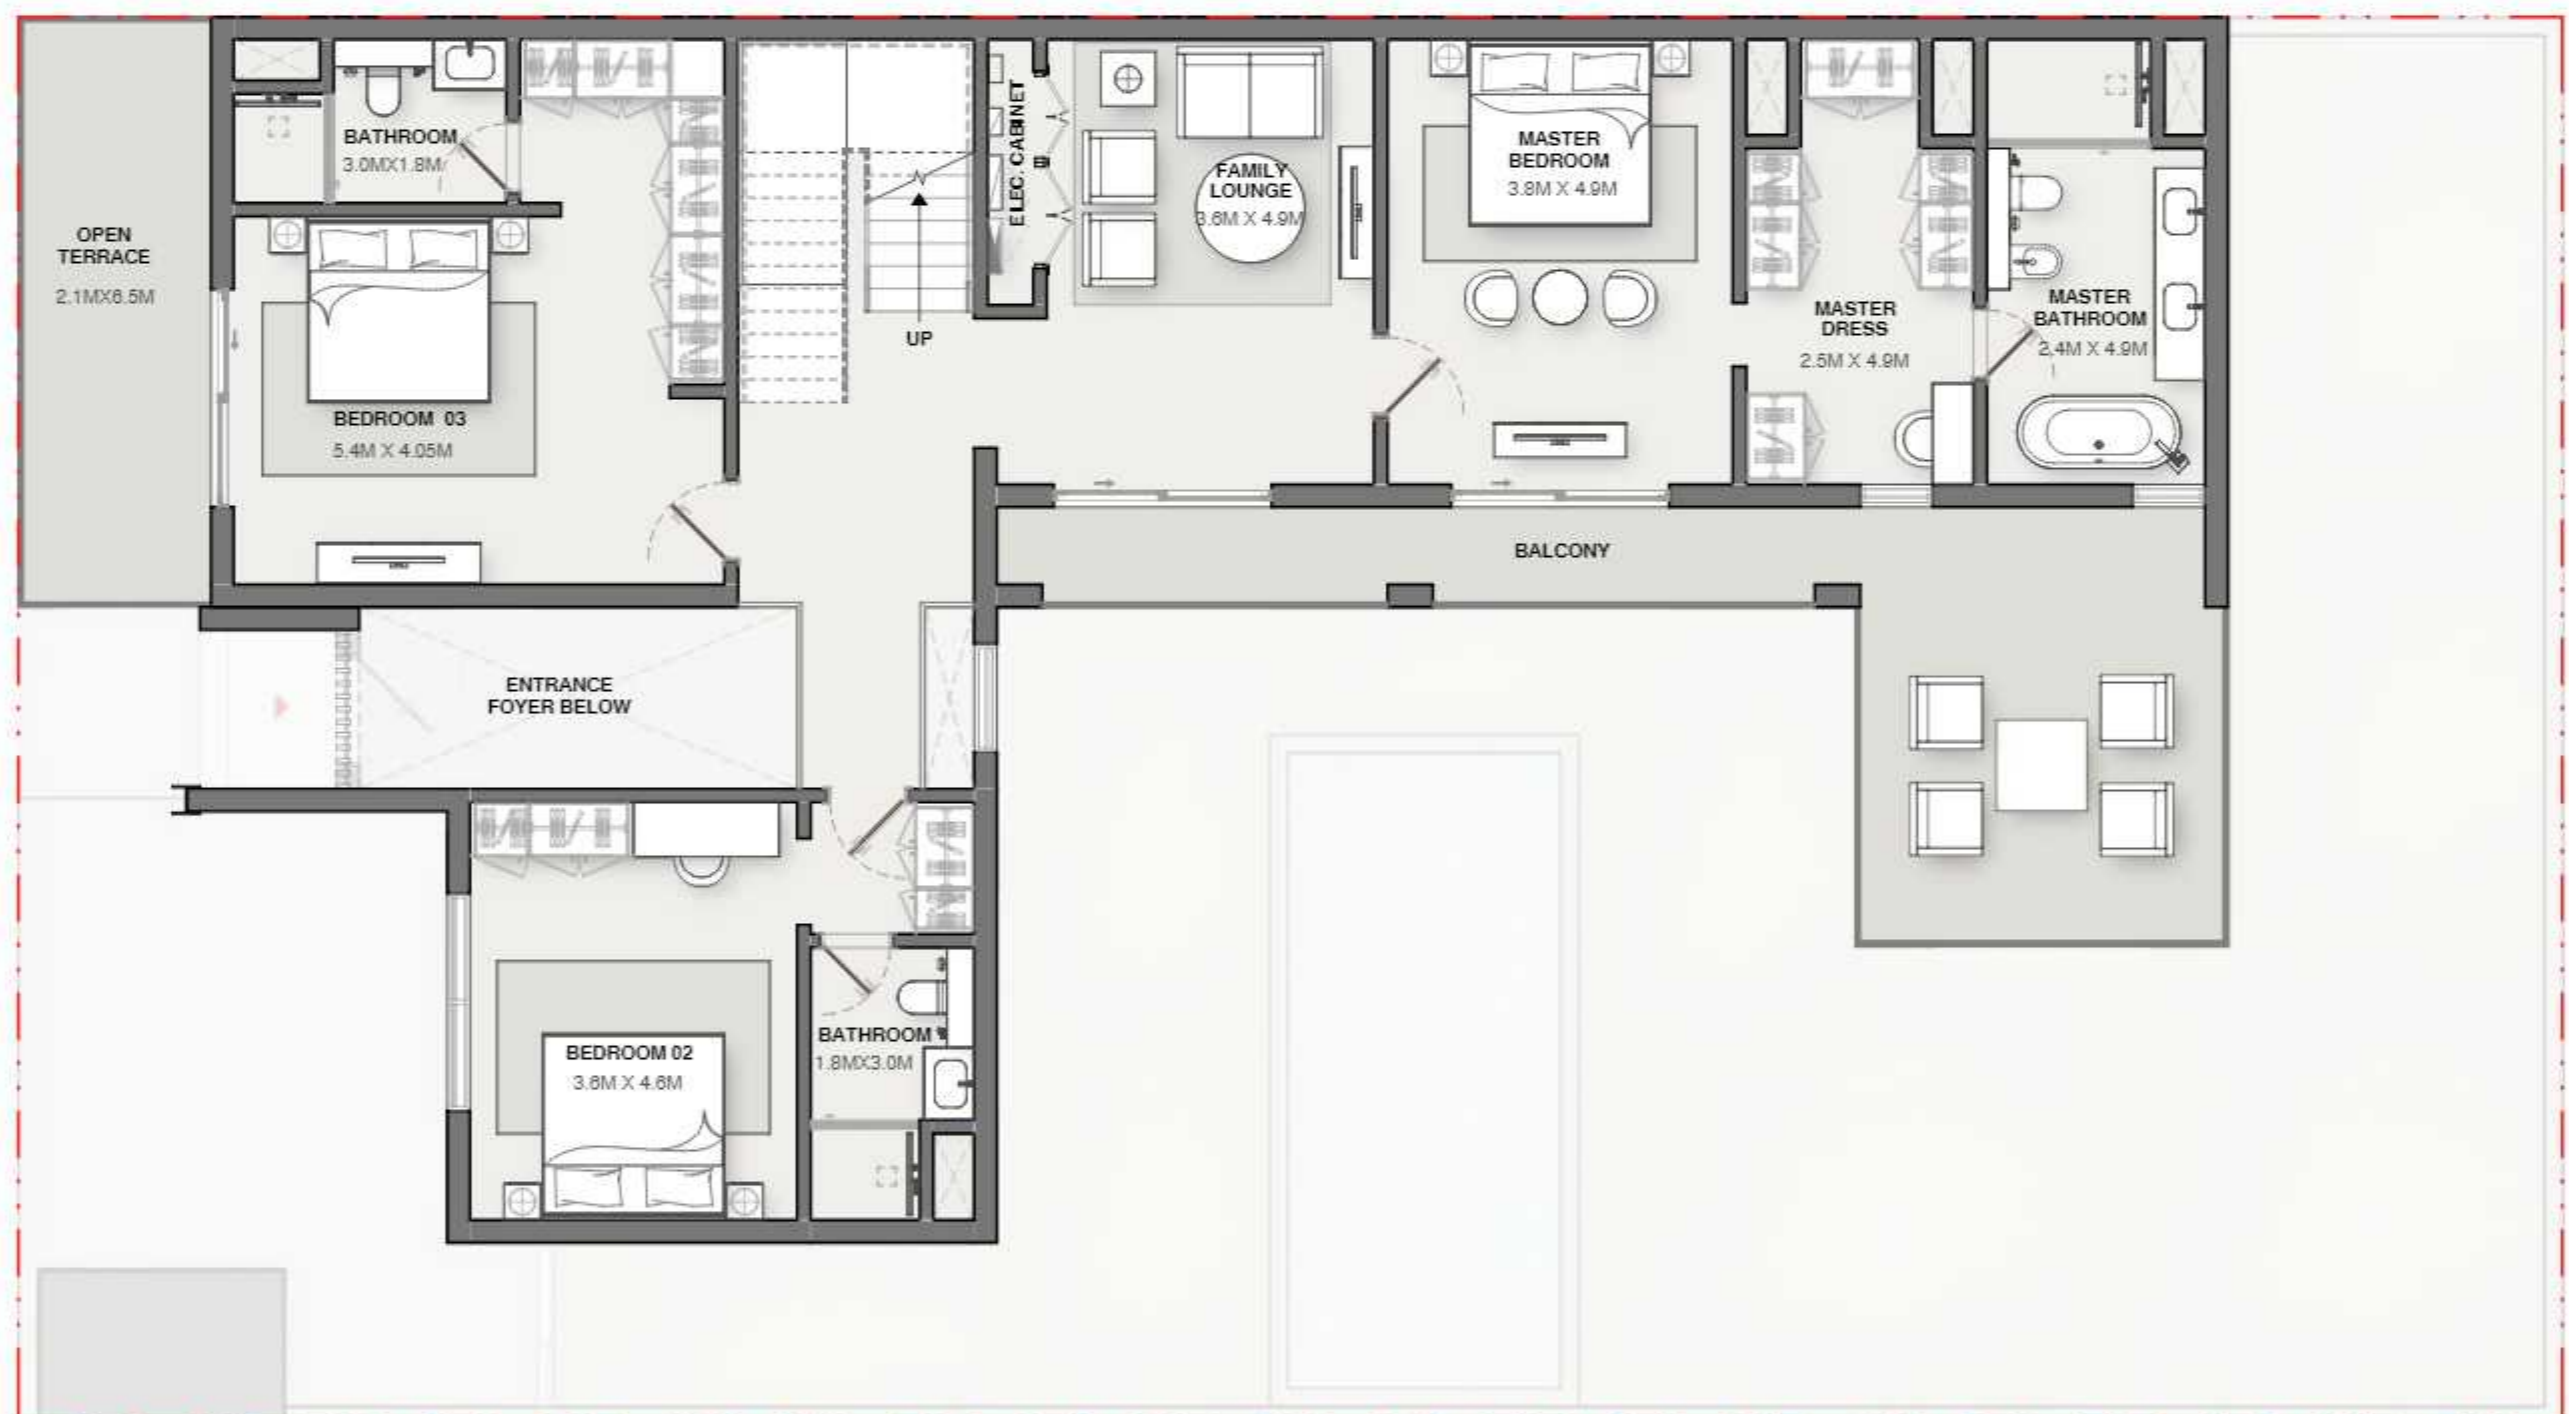 BATHROOM
3.0MX1.8M
OPEN
TERRACE
2.1MX6.5M
BEDROOM 03
5.4M X 4.05M
UP
ELEC. CABINET
FAMILY
LOUNGE
3.6M X 4.9M
MASTER
BEDROOM
3.8M X 4.9M
MASTER
DRESS
2.5M X 4.9M
MASTER
BATHROOM
2.4M X 4.9M
BALCONY
ENTRANCE
FOYER BELOW
BEDROOM 02
3.6M X 4.6M
BATHROOM
1.8MX3.0M